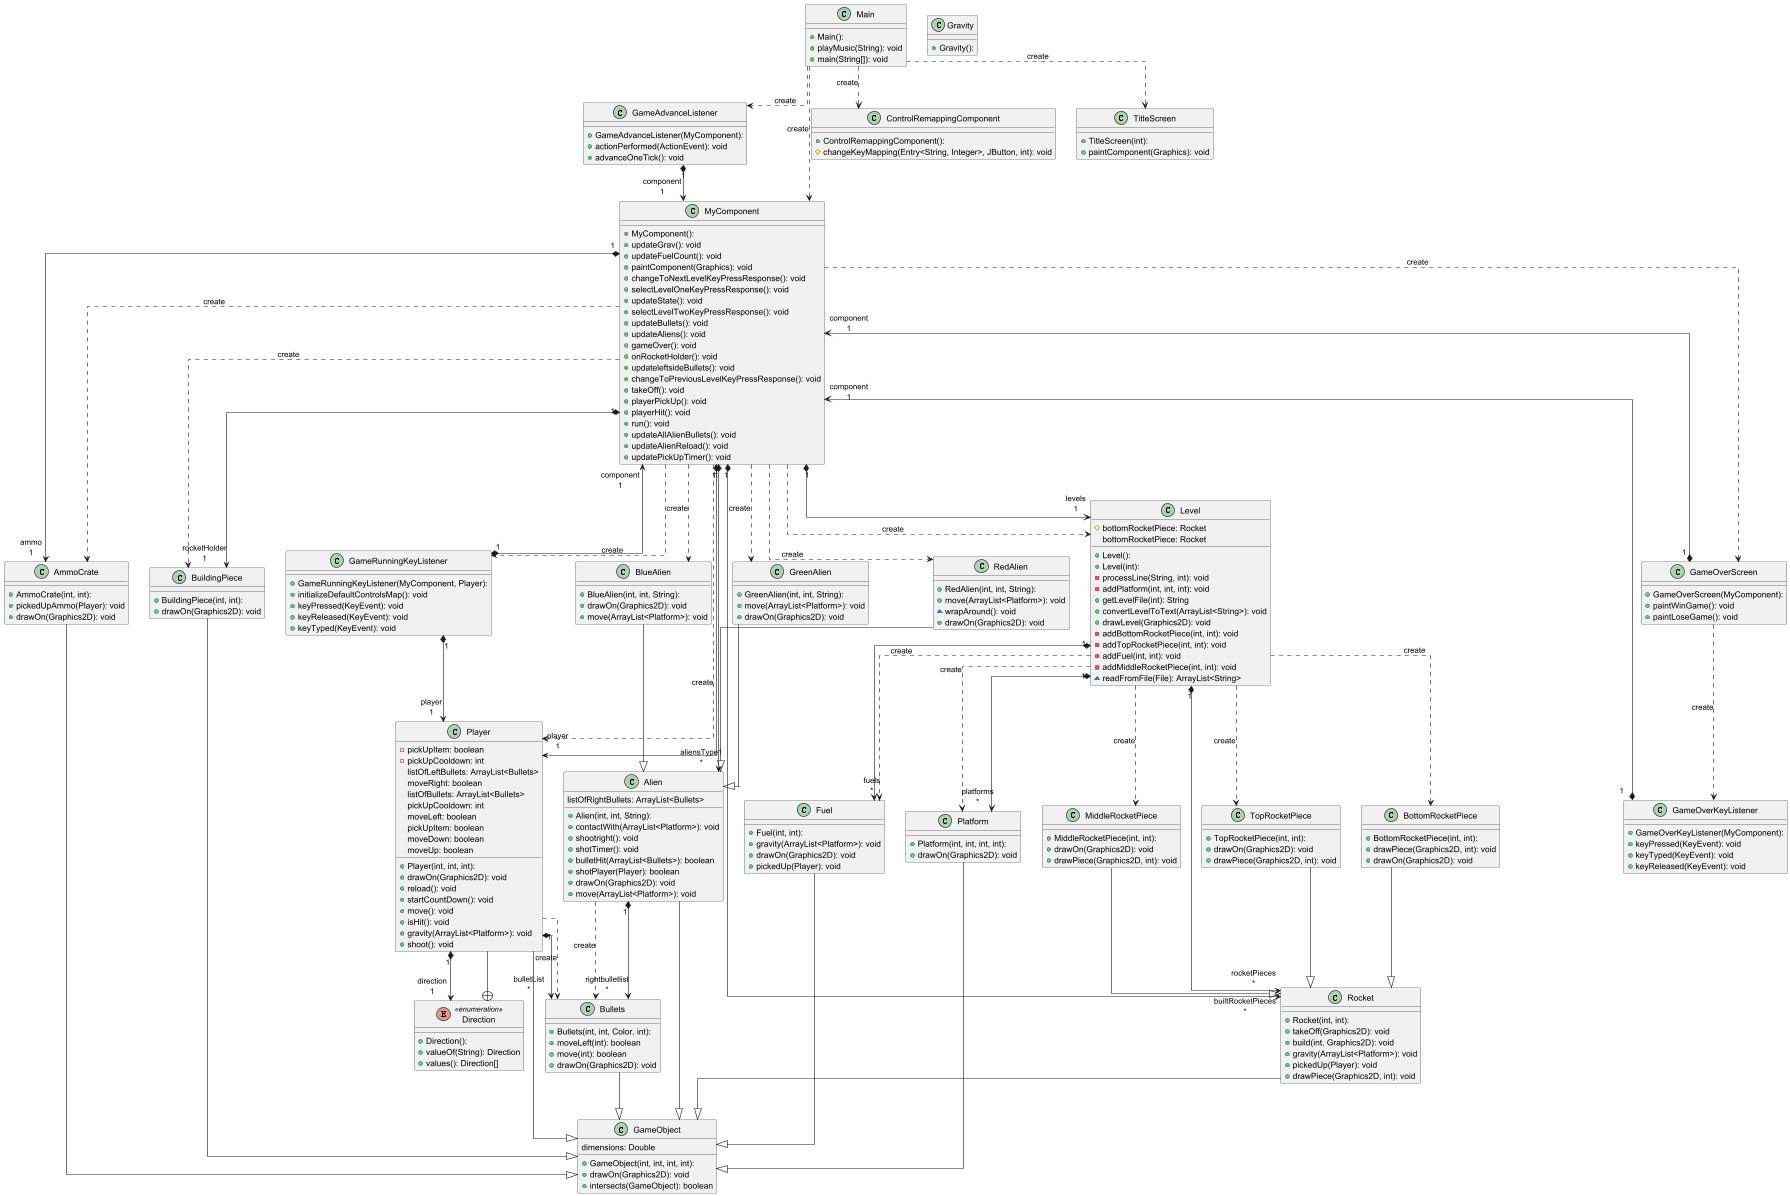 Main
Main():
playMusic(String): void
main(String[]): void
Gravity
Gravity():
create
create
create
create
GameAdvanceListener
GameAdvanceListener(MyComponent):
actionPerformed(ActionEvent): void
advanceOneTick(): void
ControlRemappingComponent
ControlRemappingComponent():
changeKeyMapping(Entry<String, Integer>, JButton, int): void
TitleScreen
TitleScreen(int):
paintComponent(Graphics): void
component
1
1
MyComponent
MyComponent():
updateGrav(): void
updateFuelCount(): void
paintComponent(Graphics): void
changeToNextLevelKeyPressResponse(): void
selectLevelOneKeyPressResponse(): void
updateState(): void
selectLevelTwoKeyPressResponse(): void
updateBullets(): void
updateAliens(): void
gameOver(): void
onRocketHolder(): void
updateleftsideBullets(): void
changeToPreviousLevelKeyPressResponse(): void
takeOff(): void
playerPickUp(): void
playerHit(): void
run(): void
updateAllAlienBullets(): void
updateAlienReload(): void
updatePickUpTimer(): void
1
create
create
create
1
component
1
component
1
component
1
1
1
1
1
create
create
create
create
create
create
levels
1
ammo
1
AmmoCrate
AmmoCrate(int, int):
pickedUpAmmo(Player): void
drawOn(Graphics2D): void
rocketHolder
1
BuildingPiece
BuildingPiece(int, int):
drawOn(Graphics2D): void
GameRunningKeyListener
GameRunningKeyListener(MyComponent, Player):
initializeDefaultControlsMap(): void
keyPressed(KeyEvent): void
keyReleased(KeyEvent): void
keyTyped(KeyEvent): void
1
1
BlueAlien
BlueAlien(int, int, String):
drawOn(Graphics2D): void
move(ArrayList<Platform>): void
GreenAlien
GreenAlien(int, int, String):
move(ArrayList<Platform>): void
drawOn(Graphics2D): void
RedAlien
RedAlien(int, int, String):
move(ArrayList<Platform>): void
wrapAround(): void
drawOn(Graphics2D): void
Level
bottomRocketPiece: Rocket
bottomRocketPiece: Rocket
Level():
Level(int):
processLine(String, int): void
addPlatform(int, int, int): void
getLevelFile(int): String
convertLevelToText(ArrayList<String>): void
drawLevel(Graphics2D): void
addBottomRocketPiece(int, int): void
addTopRocketPiece(int, int): void
addFuel(int, int): void
addMiddleRocketPiece(int, int): void
readFromFile(File): ArrayList<String>
1
1
1
create
create
create
create
create
1
GameOverScreen
GameOverScreen(MyComponent):
paintWinGame(): void
paintLoseGame(): void
create
player
1
player
1
aliensType
*
Player
pickUpItem: boolean
pickUpCooldown: int
listOfLeftBullets: ArrayList<Bullets>
moveRight: boolean
listOfBullets: ArrayList<Bullets>
pickUpCooldown: int
moveLeft: boolean
pickUpItem: boolean
moveDown: boolean
moveUp: boolean
Player(int, int, int):
drawOn(Graphics2D): void
reload(): void
startCountDown(): void
move(): void
isHit(): void
gravity(ArrayList<Platform>): void
shoot(): void
Alien
listOfRightBullets: ArrayList<Bullets>
Alien(int, int, String):
contactWith(ArrayList<Platform>): void
shootright(): void
shotTimer(): void
bulletHit(ArrayList<Bullets>): boolean
shotPlayer(Player): boolean
drawOn(Graphics2D): void
move(ArrayList<Platform>): void
fuels
*
Fuel
Fuel(int, int):
gravity(ArrayList<Platform>): void
drawOn(Graphics2D): void
pickedUp(Player): void
platforms
*
Platform
Platform(int, int, int, int):
drawOn(Graphics2D): void
MiddleRocketPiece
MiddleRocketPiece(int, int):
drawOn(Graphics2D): void
drawPiece(Graphics2D, int): void
TopRocketPiece
TopRocketPiece(int, int):
drawOn(Graphics2D): void
drawPiece(Graphics2D, int): void
BottomRocketPiece
BottomRocketPiece(int, int):
drawPiece(Graphics2D, int): void
drawOn(Graphics2D): void
1
GameOverKeyListener
GameOverKeyListener(MyComponent):
keyPressed(KeyEvent): void
keyTyped(KeyEvent): void
keyReleased(KeyEvent): void
1
1
1
create
create
direction
1
bulletList
*
rightbulletlist
*
rocketPieces
*
builtRocketPieces
*
«enumeration»
Direction
Direction():
valueOf(String): Direction
values(): Direction[]
Bullets
Bullets(int, int, Color, int):
moveLeft(int): boolean
move(int): boolean
drawOn(Graphics2D): void
Rocket
Rocket(int, int):
takeOff(Graphics2D): void
build(int, Graphics2D): void
gravity(ArrayList<Platform>): void
pickedUp(Player): void
drawPiece(Graphics2D, int): void
GameObject
dimensions: Double
GameObject(int, int, int, int):
drawOn(Graphics2D): void
intersects(GameObject): boolean